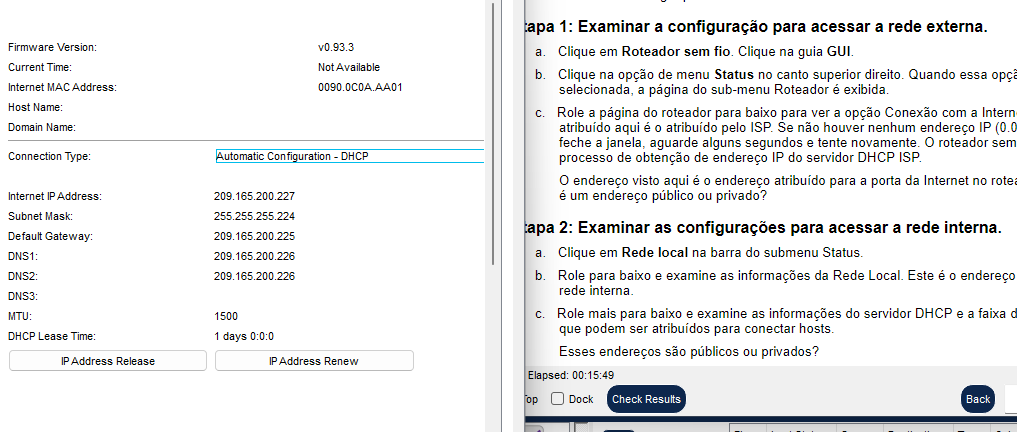 Firmware Version: v0.93.3
Current Time: Not Available
Internet MAC Address: 0090.0C0A.AA01
Host Name:
Domain Name:
Connection Type: Automatic Configuration - DHCP
Internet IP Address: 209.165.200.227
Subnet Mask: 255.255.255.224
Default Gateway: 209.165.200.225
DNS1: 209.165.200.226
DNS2: 209.165.200.226
DNS3:
MTU: 1500
DHCP Lease Time: 1 days 0:0:0
IP Address Release IP Address Renew
tapa 1: Examinar a configuração para acessar a rede externa.
a. Clique em Roteador sem fio. Clique na guia GUI.
b. Clique na opção de menu Status no canto superior direito. Quando essa opçã
selecionada, a página do sub-menu Roteador é exibida.
c. Role a página do roteador para baixo para ver a opção Conexão com a Intern
atribuído aqui é o atribuído pelo ISP. Se não houver nenhum endereço IP (0.0
feche a janela, aguarde alguns segundos e tente novamente. O roteador sem
processo de obtenção de endereço IP do servidor DHCP ISP.
O endereço visto aqui é o endereço atribuído para a porta da Internet no rotea
é um endereço público ou privado?
tapa 2: Examinar as configurações para acessar a rede interna.
a. Clique em Rede local na barra do submenu Status.
b. Role para baixo e examine as informações da Rede Local. Este é o endereço
rede interna.
c. Role mais para baixo e examine as informações do servidor DHCP e a faixa d
que podem ser atribuídos para conectar hosts.
Esses endereços são públicos ou privados?
Elapsed: 00:15:49
op Dock Check Results Back